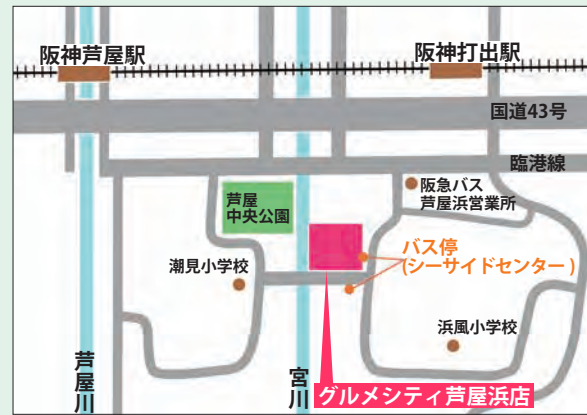 阪神芦屋駅
阪神打出駅
国道43号
臨港線
芦屋
中央公園
阪急バス
芦屋浜営業所
バス停
(シーサイドセンター)
潮見小学校
浜風小学校
芦屋川
宮川
グルメシティ芦屋浜店